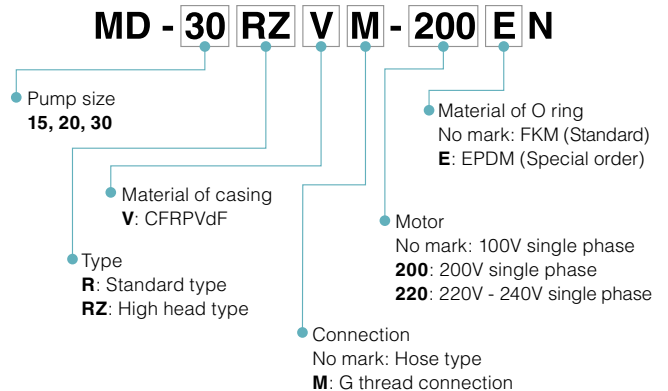 MD - 30 RZ V M - 200 E N
Pump size
15, 20, 30
Material of O ring
No mark: FKM (Standard)
E: EPDM (Special order)
Material of casing
V: CFRPVdF
Motor
No mark: 100V single phase
200: 200V single phase
220: 220V - 240V single phase
Type
R: Standard type
RZ: High head type
Connection
No mark: Hose type
M: G thread connection